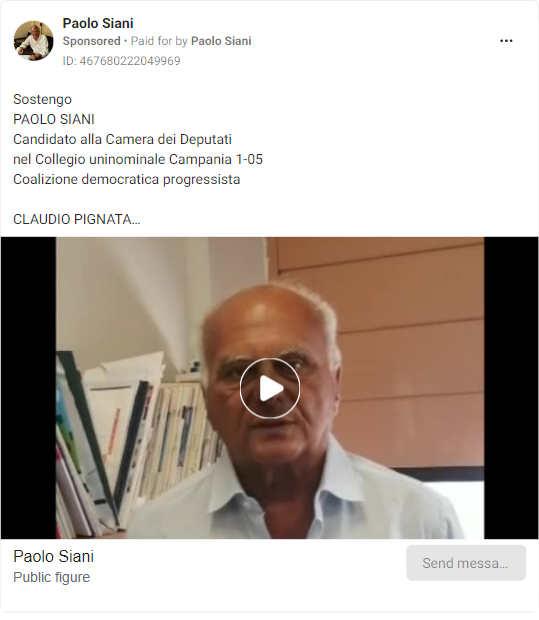 Paolo Siani
Sponsored • Paid for by Paolo Siani
ID: 467680222049969
Sostengo
PAOLO SIANI
Candidato alla Camera dei Deputati
nel Collegio uninominale Campania 1-05
Coalizione democratica progressista
CLAUDIO PIGNATA...
Paolo Siani
Public figure
Send messa...